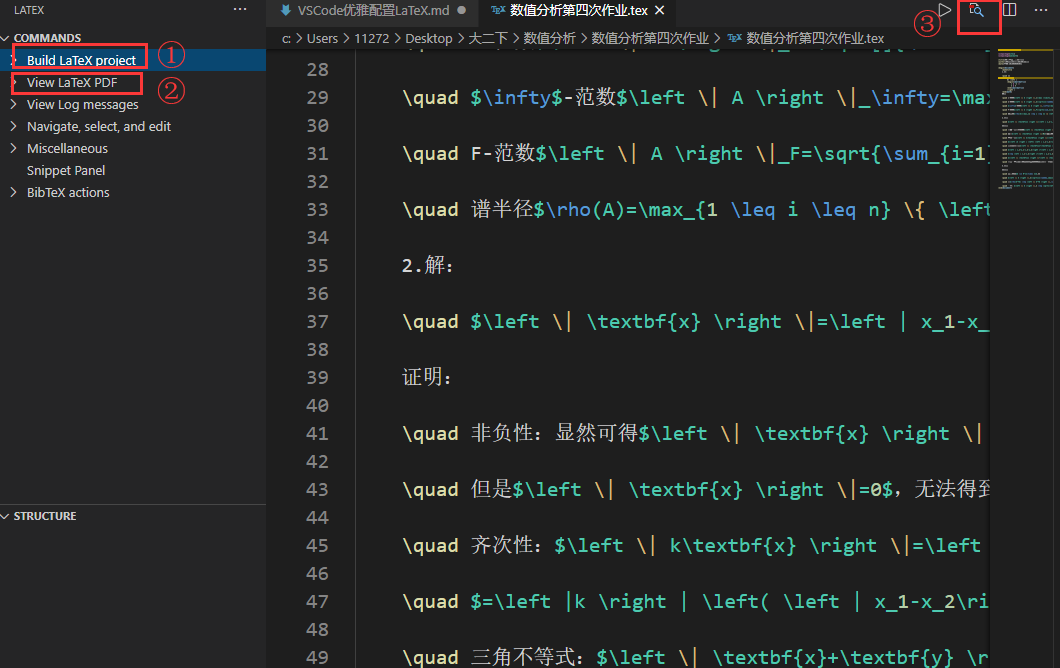 LATEX
COMMANDS
Build LaTeX project
①
View LaTeX PDF
②
View Log messages
Navigate, select, and edit
Miscellaneous
Snippet Panel
BibTeX actions
STRUCTURE
VSCode优雅配置LaTeX.md
TEX 数值分析第四次作业.tex
③
C: > Users > 11272 > Desktop > 大二下 > 数值分析 > 数值分析第四次作业 > TEX 数值分析第四次作业.tex
28
29 \quad $\infty$-范数$\left \| A \right \|_\infty=\max
30
31 \quad F-范数$\left \| A \right \|_F=\sqrt{\sum_{i=1}
32
33 \quad 谱半径$\rho(A)=\max_{1 \leq i \leq n} \{ \left
34
35 2.解：
36
37 \quad $\left \| \textbf{x} \right \|=\left | x_1-x_
38
39 证明：
40
41 \quad 非负性：显然可得$\left \| \textbf{x} \right \|
42
43 \quad 但是$\left \| \textbf{x} \right \|=0$，无法得到
44
45 \quad 齐次性：$\left \| k\textbf{x} \right \|=\left
46
47 \quad $=\left |k \right | \left( \left | x_1-x_2\ri
48
49 \quad 三角不等式：$\left \| \textbf{x}+\textbf{y} \r